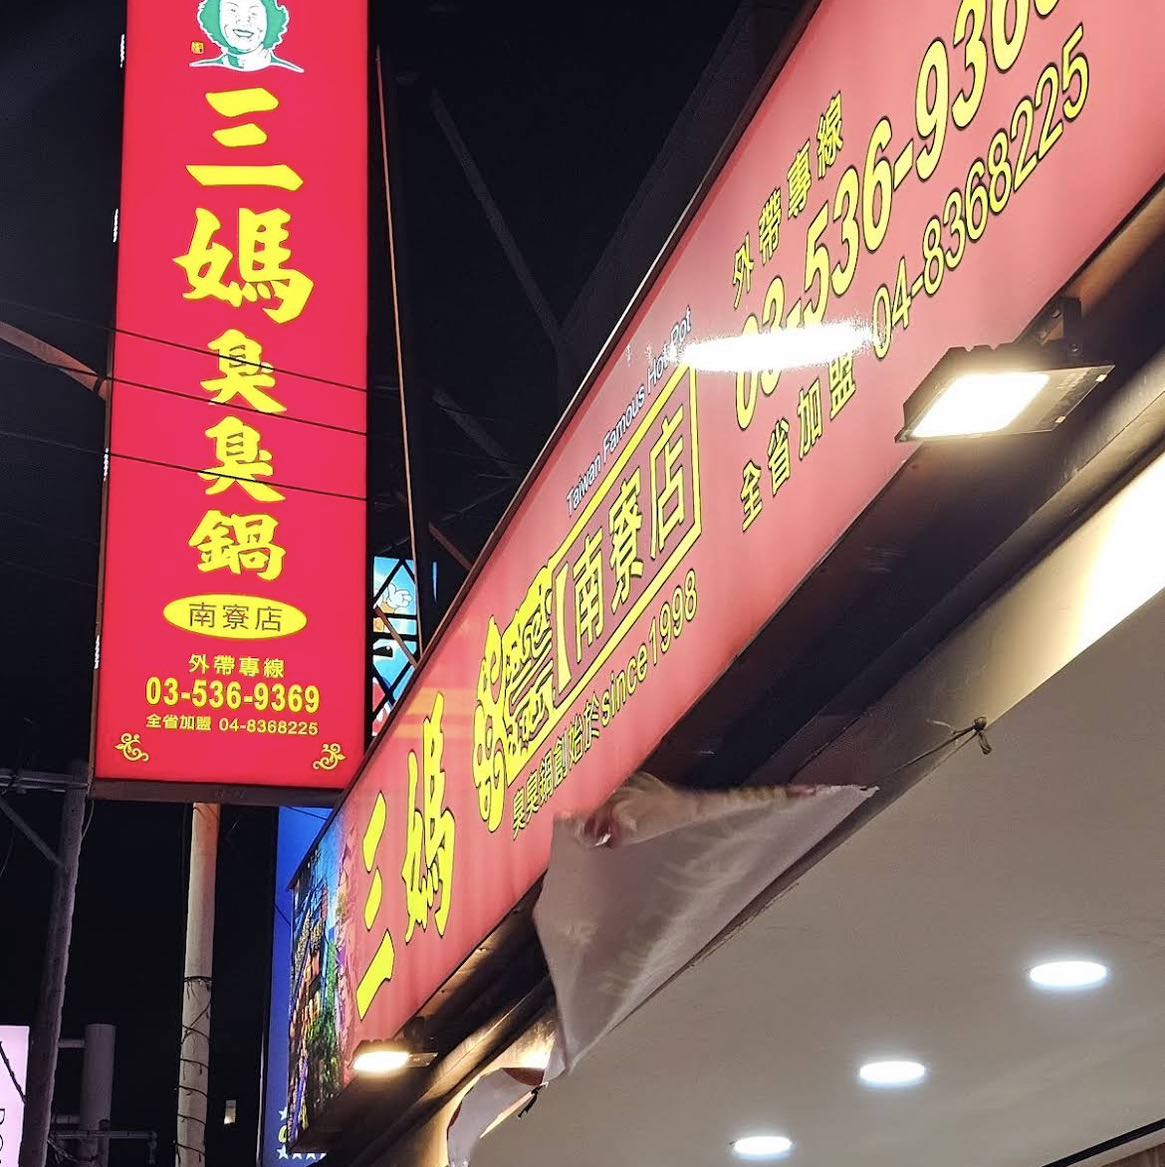 三媽
臭臭鍋
南寮店
外帶專線
03-536-9369
全省加盟 04-8368225
三媽
Taiwan Famous Hot Pot
【南寮店
臭臭鍋創始於since1998
外帶專線
03-536-936
全省加盟 04-8368225